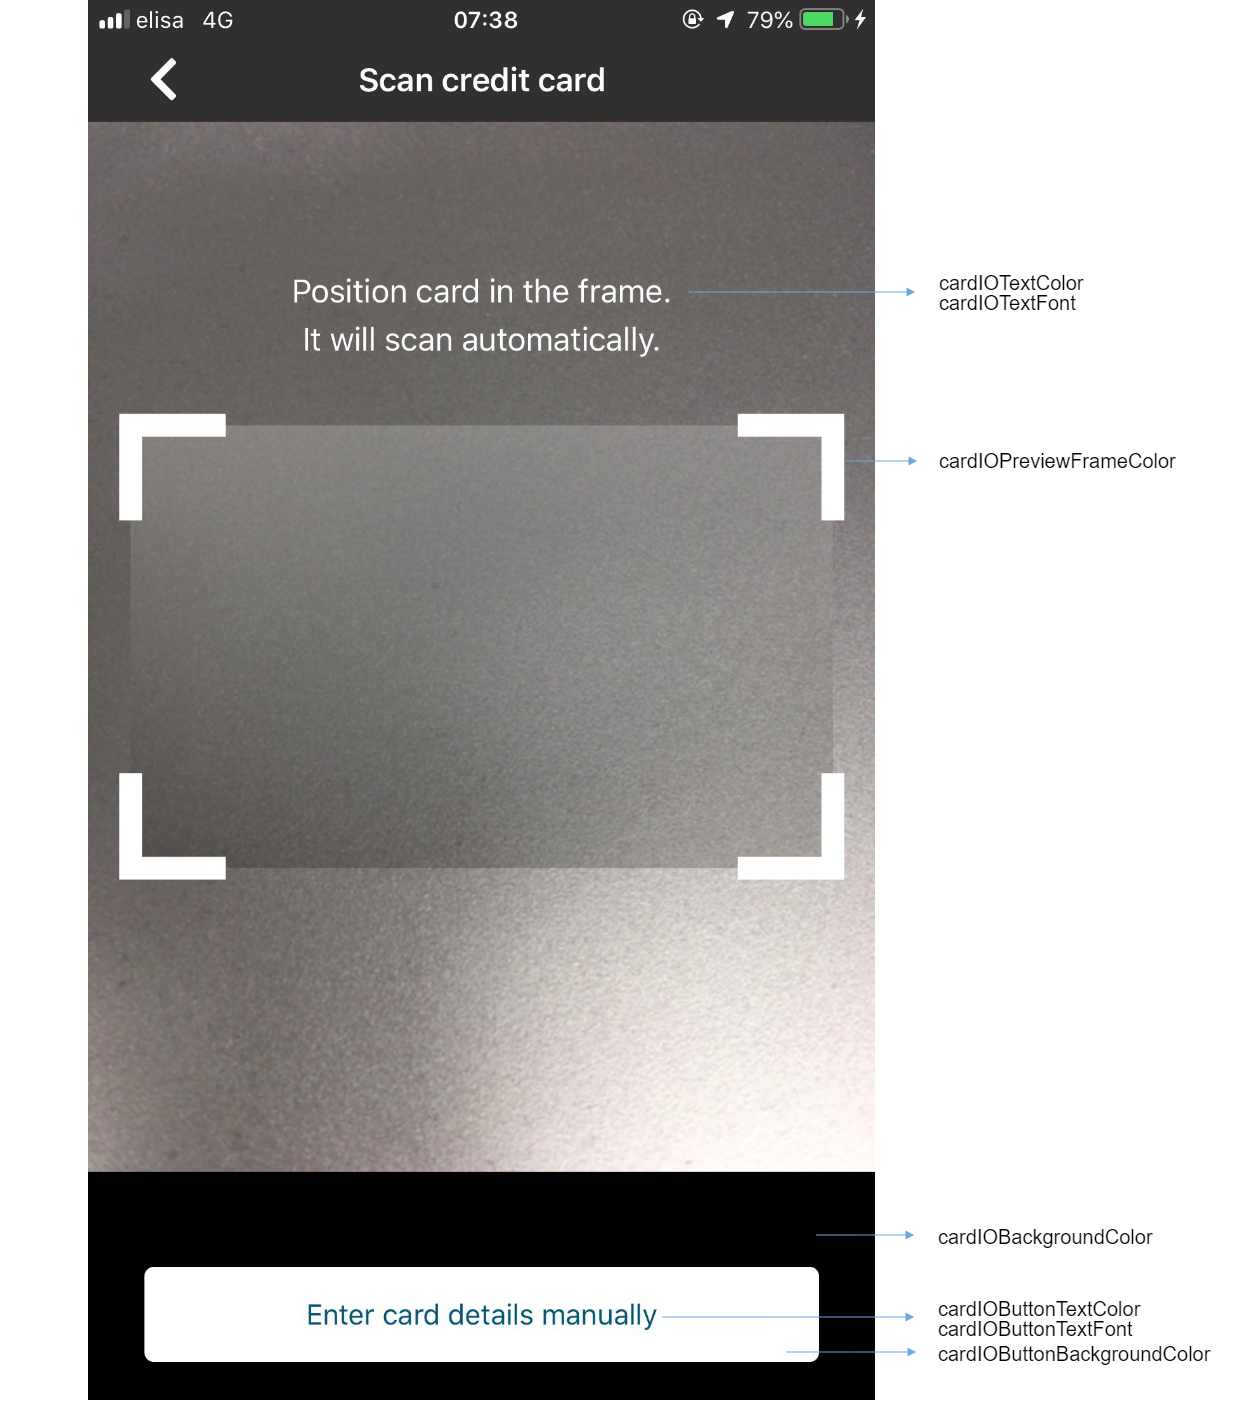 elisa 4G 07:38 79%
Scan credit card
Position card in the frame.
It will scan automatically.
cardIOTextColor
cardIOTextFont
cardIOPreviewFrameColor
cardIOBackgroundColor
Enter card details manually
cardIOButtonTextColor
cardIOButtonTextFont
cardIOButtonBackgroundColor